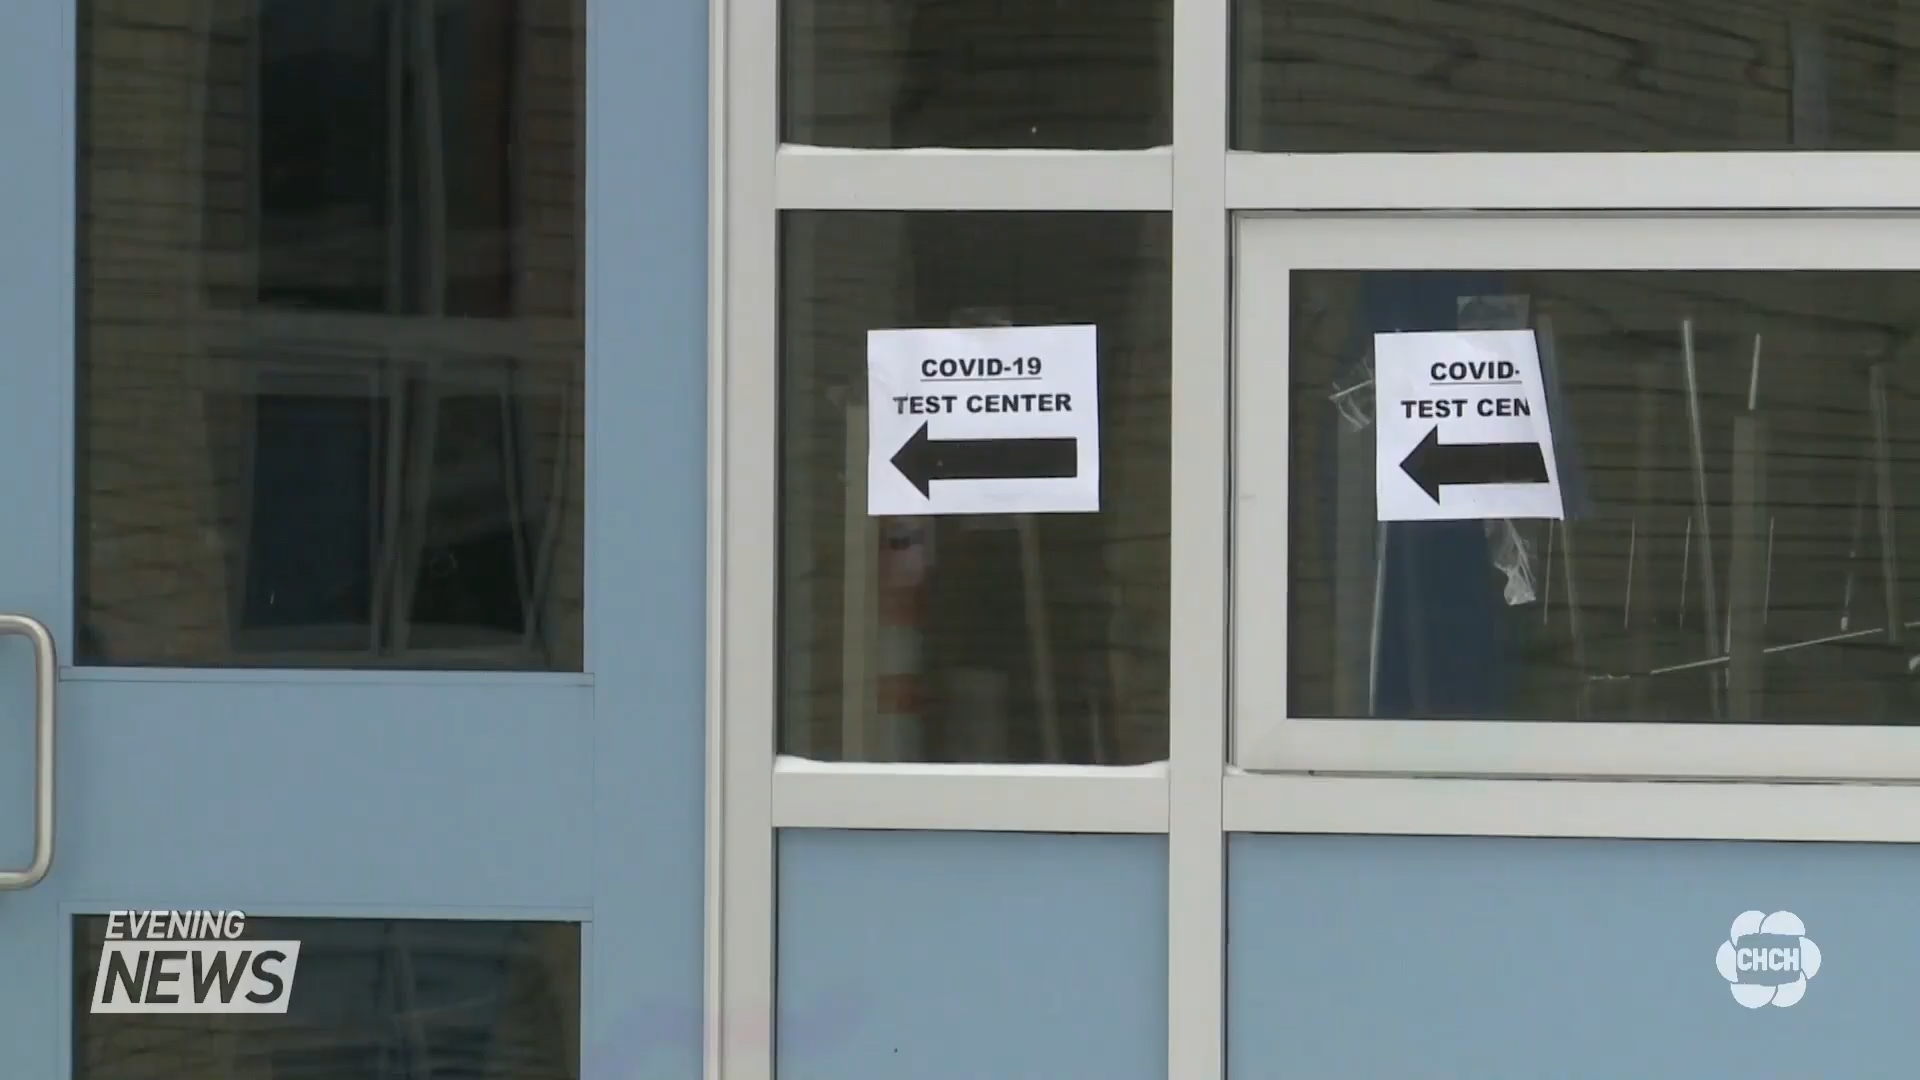 COVID-19
TEST CENTER
COVID-
TEST CEN
EVENING
NEWS
CHCH